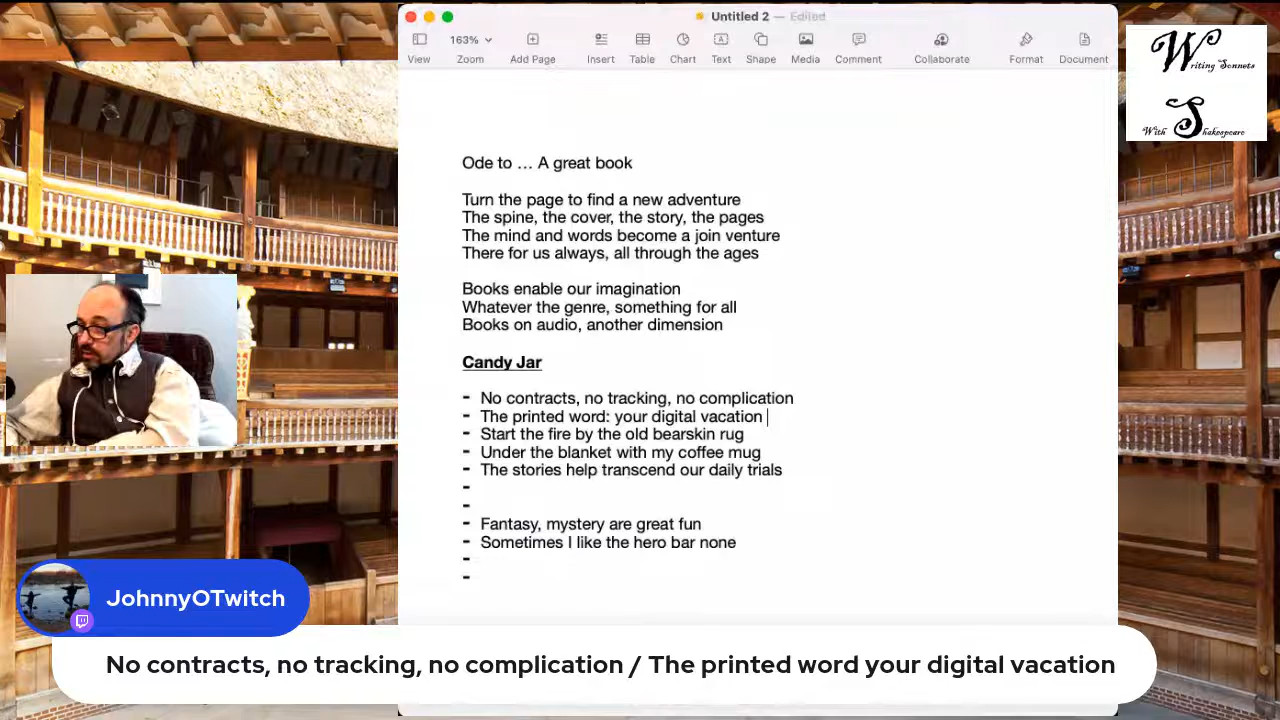 Untitled 2 — Edited
163%
View
Zoom
Add Page
Insert
Table
Chart
Text
Shape
Media
Comment
Collaborate
Format
Document
Writing Sonnets
With Shakespeare
Ode to … A great book
Turn the page to find a new adventure
The spine, the cover, the story, the pages
The mind and words become a join venture
There for us always, all through the ages
Books enable our imagination
Whatever the genre, something for all
Books on audio, another dimension
Candy Jar
- No contracts, no tracking, no complication
- The printed word: your digital vacation
- Start the fire by the old bearskin rug
- Under the blanket with my coffee mug
- The stories help transcend our daily trials
-
-
- Fantasy, mystery are great fun
- Sometimes I like the hero bar none
-
-
JohnnyOTwitch
No contracts, no tracking, no complication / The printed word your digital vacation